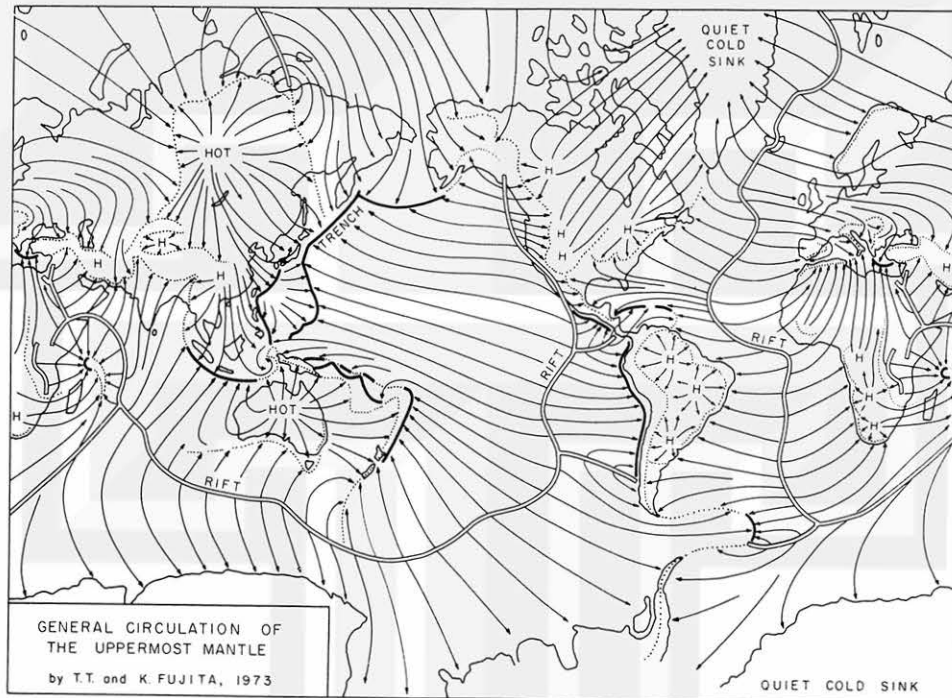 QUIET
COLD
SINK
HOT
H
H
H
TRENCH
H
H
H
H
H
H
H
RIFT
H
H
H
RIFT
HOT
H
H
H
RIFT
GENERAL CIRCULATION OF
THE UPPERMOST MANTLE
by T.T. and K. FUJITA, 1973
QUIET COLD SINK